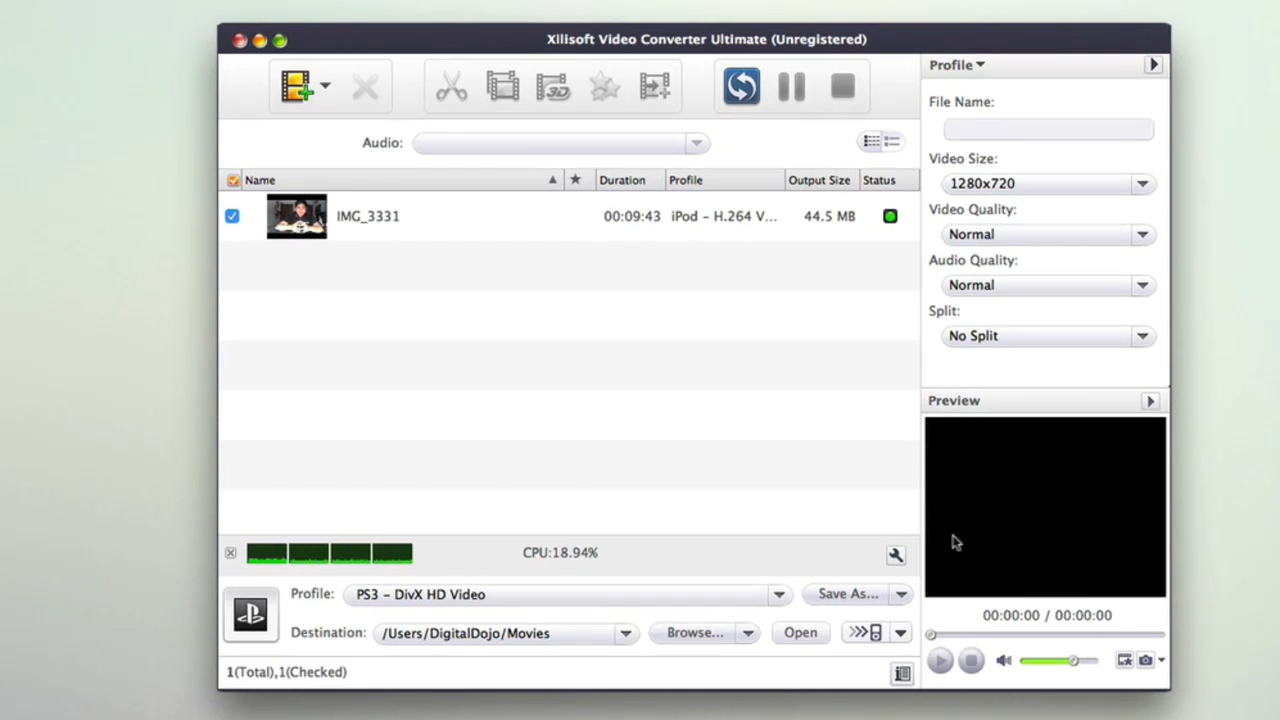 Xilisoft Video Converter Ultimate (Unregistered)
3D
Audio:
Name Duration Profile Output Size Status
IMG_3331 00:09:43 iPod – H.264 V... 44.5 MB
CPU:18.94%
Profile: PS3 – DivX HD Video Save As...
Destination: /Users/DigitalDojo/Movies Browse... Open
1(Total),1(Checked)
Profile
File Name:
Video Size:
1280x720
Video Quality:
Normal
Audio Quality:
Normal
Split:
No Split
Preview
00:00:00 / 00:00:00